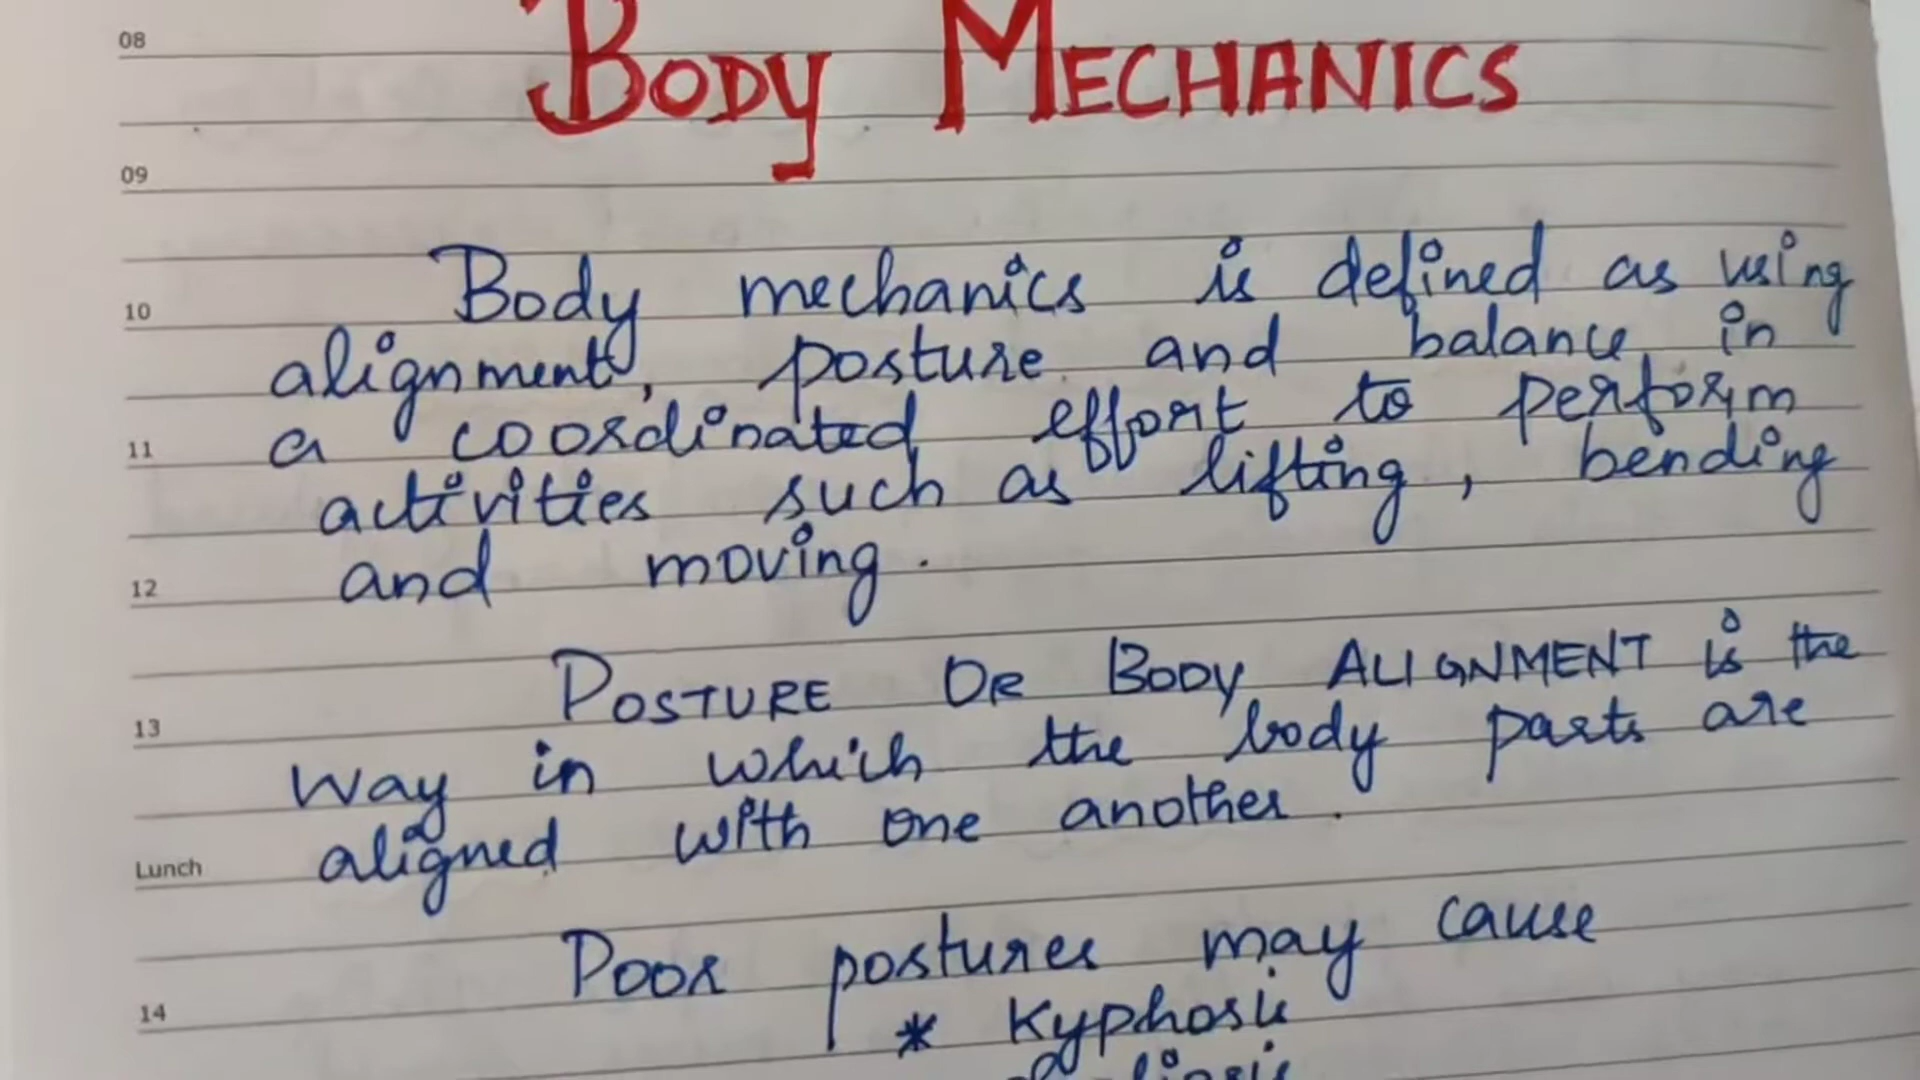 08
BODY MECHANICS
09
Body mechanics is defined as using
10
alignment, posture and balance in
a coordinated effort to perform
11
activities such as lifting, bending
and moving.
12
POSTURE OR BODY ALIGNMENT is the
13
way in which the body parts are
aligned with one another.
Lunch
Poor postures may cause
14
* Kyphosis